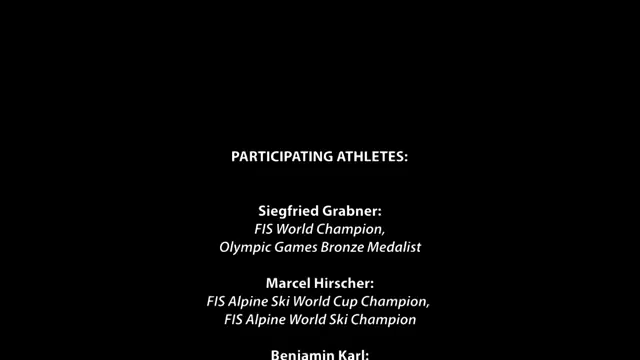 PARTICIPATING ATHLETES:
Siegfried Grabner:
FIS World Champion,
Olympic Games Bronze Medalist
Marcel Hirscher:
FIS Alpine Ski World Cup Champion,
FIS Alpine World Ski Champion
Benjamin Karl: